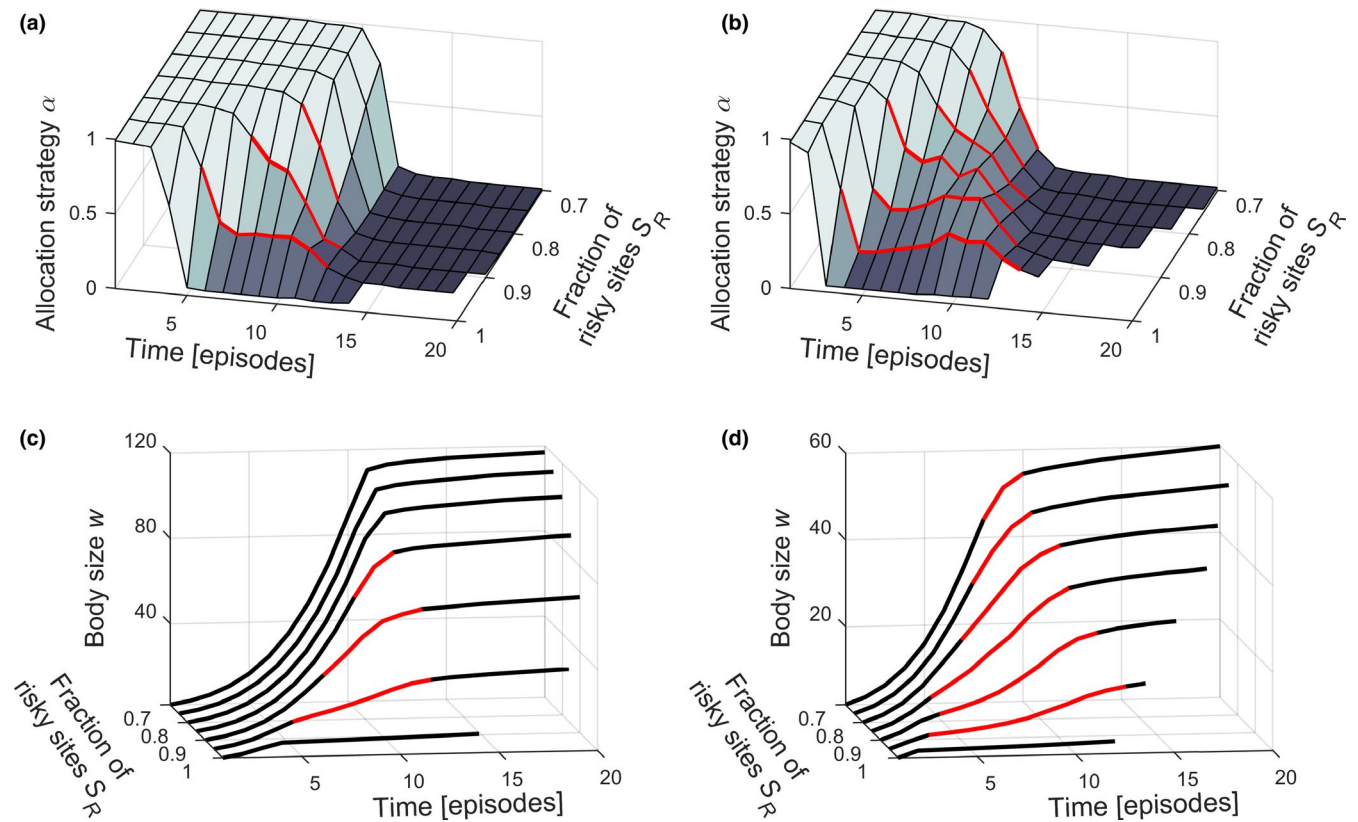 (a)
Allocation strategy α
1
0.5
0
5
10
15
20
Time [episodes]
0.7
0.8
0.9
1
Fraction of
risky sites S_R
(b)
Allocation strategy α
1
0.5
0
5
10
15
20
Time [episodes]
0.7
0.8
0.9
1
Fraction of
risky sites S_R
(c)
120
80
40
Body size w
0.7
0.8
0.9
1
Fraction of
risky sites S_R
5
10
15
20
Time [episodes]
(d)
60
40
20
Body size w
0.7
0.8
0.9
1
Fraction of
risky sites S_R
5
10
15
20
Time [episodes]